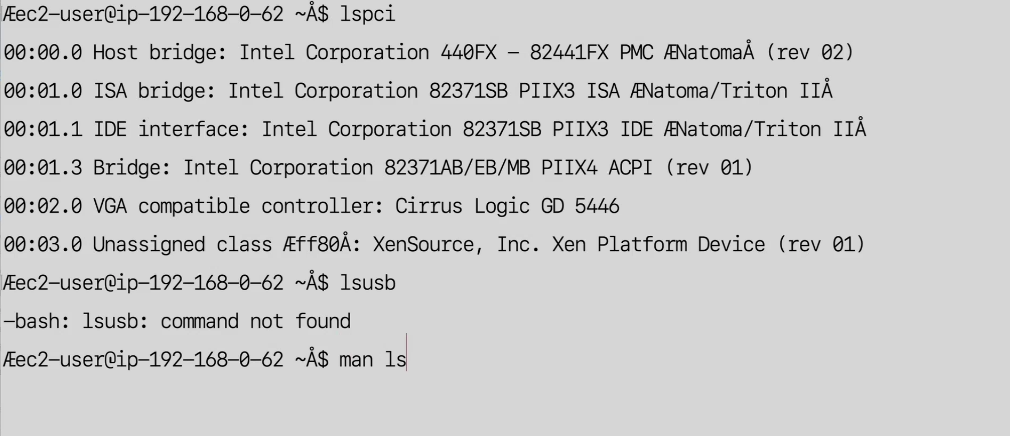 Æec2-user@ip-192-168-0-62 ~Å$ lspci
00:00.0 Host bridge: Intel Corporation 440FX - 82441FX PMC ÆNatomaÅ (rev 02)
00:01.0 ISA bridge: Intel Corporation 82371SB PIIX3 ISA ÆNatoma/Triton IIÅ
00:01.1 IDE interface: Intel Corporation 82371SB PIIX3 IDE ÆNatoma/Triton IIÅ
00:01.3 Bridge: Intel Corporation 82371AB/EB/MB PIIX4 ACPI (rev 01)
00:02.0 VGA compatible controller: Cirrus Logic GD 5446
00:03.0 Unassigned class Æff80Å: XenSource, Inc. Xen Platform Device (rev 01)
Æec2-user@ip-192-168-0-62 ~Å$ lsusb
-bash: lsusb: command not found
Æec2-user@ip-192-168-0-62 ~Å$ man ls